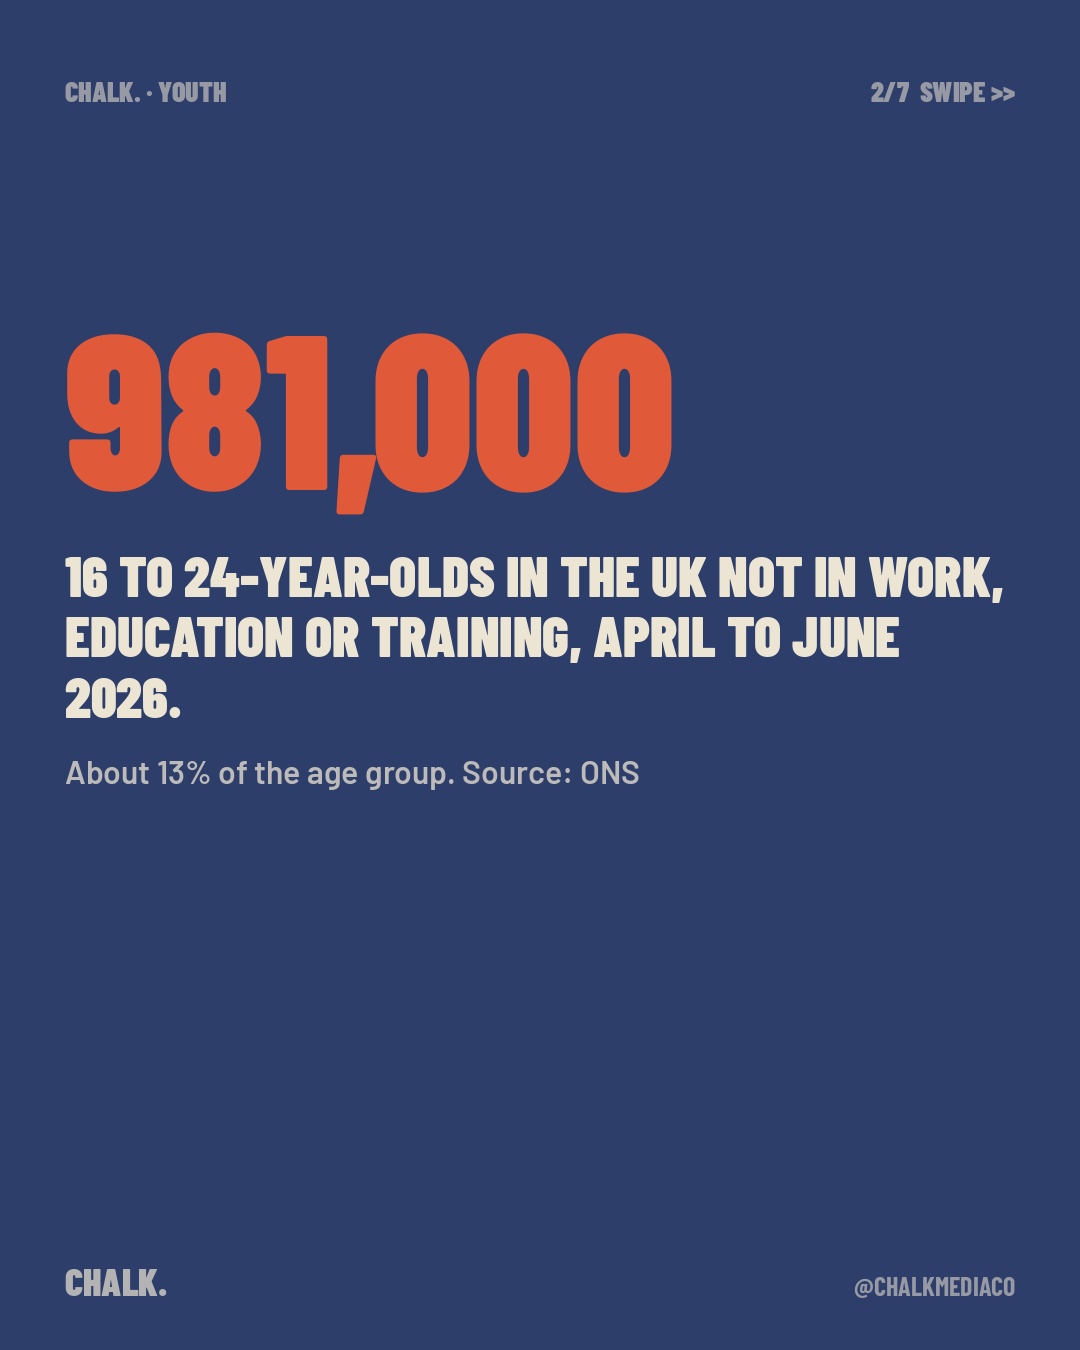 CHALK. · YOUTH
2/7 SWIPE >>
981,000
16 TO 24-YEAR-OLDS IN THE UK NOT IN WORK,
EDUCATION OR TRAINING, APRIL TO JUNE
2026.
About 13% of the age group. Source: ONS
CHALK.
@CHALKMEDIACO